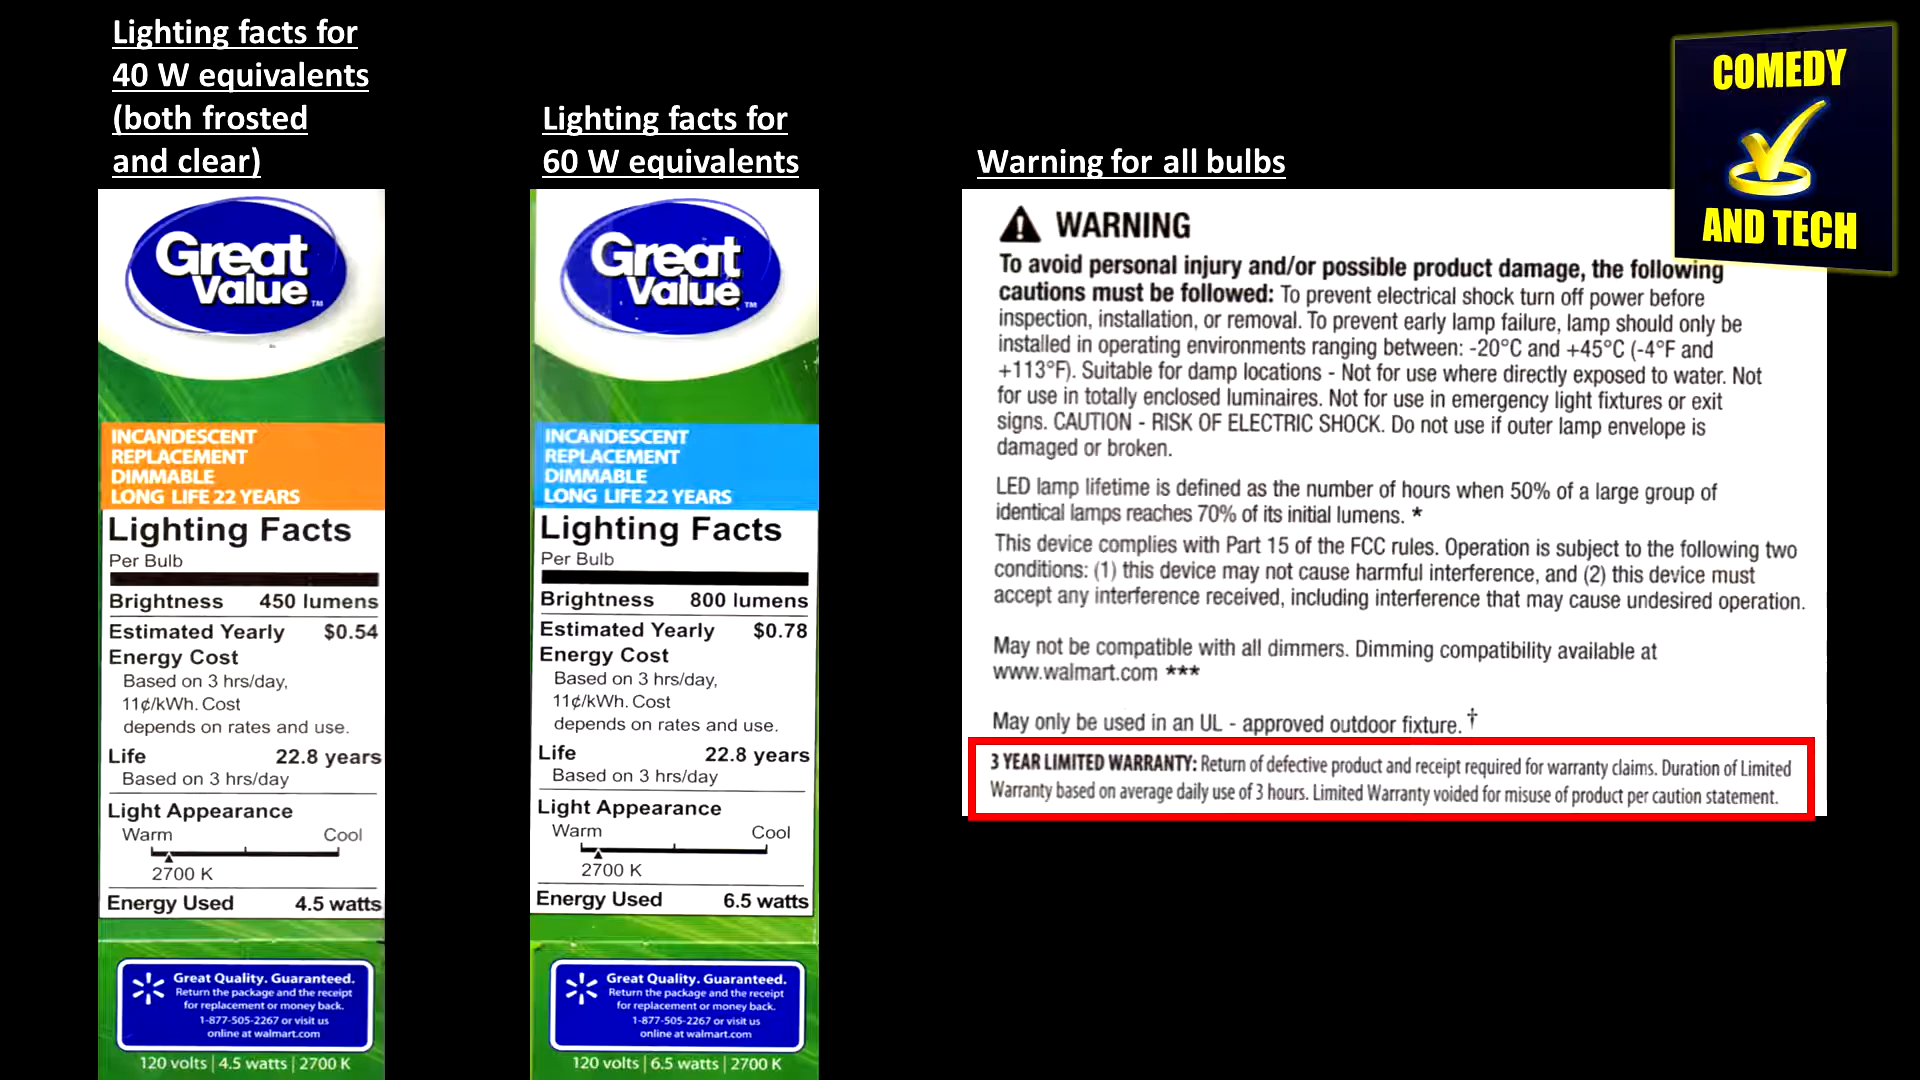 Lighting facts for
40 W equivalents
(both frosted
and clear)
Great
Value™
INCANDESCENT
REPLACEMENT
DIMMABLE
LONG LIFE 22 YEARS
Lighting Facts
Per Bulb
Brightness 450 lumens
Estimated Yearly $0.54
Energy Cost
Based on 3 hrs/day,
11¢/kWh. Cost
depends on rates and use.
Life 22.8 years
Based on 3 hrs/day
Light Appearance
Warm Cool
2700 K
Energy Used 4.5 watts
Great Quality. Guaranteed.
Return the package and the receipt
for replacement or money back.
1-877-505-2267 or visit us
online at walmart.com
120 volts | 4.5 watts | 2700 K
Lighting facts for
60 W equivalents
Great
Value™
INCANDESCENT
REPLACEMENT
DIMMABLE
LONG LIFE 22 YEARS
Lighting Facts
Per Bulb
Brightness 800 lumens
Estimated Yearly $0.78
Energy Cost
Based on 3 hrs/day,
11¢/kWh. Cost
depends on rates and use.
Life 22.8 years
Based on 3 hrs/day
Light Appearance
Warm Cool
2700 K
Energy Used 6.5 watts
Great Quality. Guaranteed.
Return the package and the receipt
for replacement or money back.
1-877-505-2267 or visit us
online at walmart.com
120 volts | 6.5 watts | 2700 K
Warning for all bulbs
WARNING
To avoid personal injury and/or possible product damage, the following
cautions must be followed: To prevent electrical shock turn off power before
inspection, installation, or removal. To prevent early lamp failure, lamp should only be
installed in operating environments ranging between: -20°C and +45°C (-4°F and
+113°F). Suitable for damp locations - Not for use where directly exposed to water. Not
for use in totally enclosed luminaires. Not for use in emergency light fixtures or exit
signs. CAUTION - RISK OF ELECTRIC SHOCK. Do not use if outer lamp envelope is
damaged or broken.
LED lamp lifetime is defined as the number of hours when 50% of a large group of
identical lamps reaches 70% of its initial lumens. *
This device complies with Part 15 of the FCC rules. Operation is subject to the following two
conditions: (1) this device may not cause harmful interference, and (2) this device must
accept any interference received, including interference that may cause undesired operation.
May not be compatible with all dimmers. Dimming compatibility available at
www.walmart.com ***
May only be used in an UL - approved outdoor fixture. †
3 YEAR LIMITED WARRANTY: Return of defective product and receipt required for warranty claims. Duration of Limited
Warranty based on average daily use of 3 hours. Limited Warranty voided for misuse of product per caution statement.
COMEDY
AND TECH